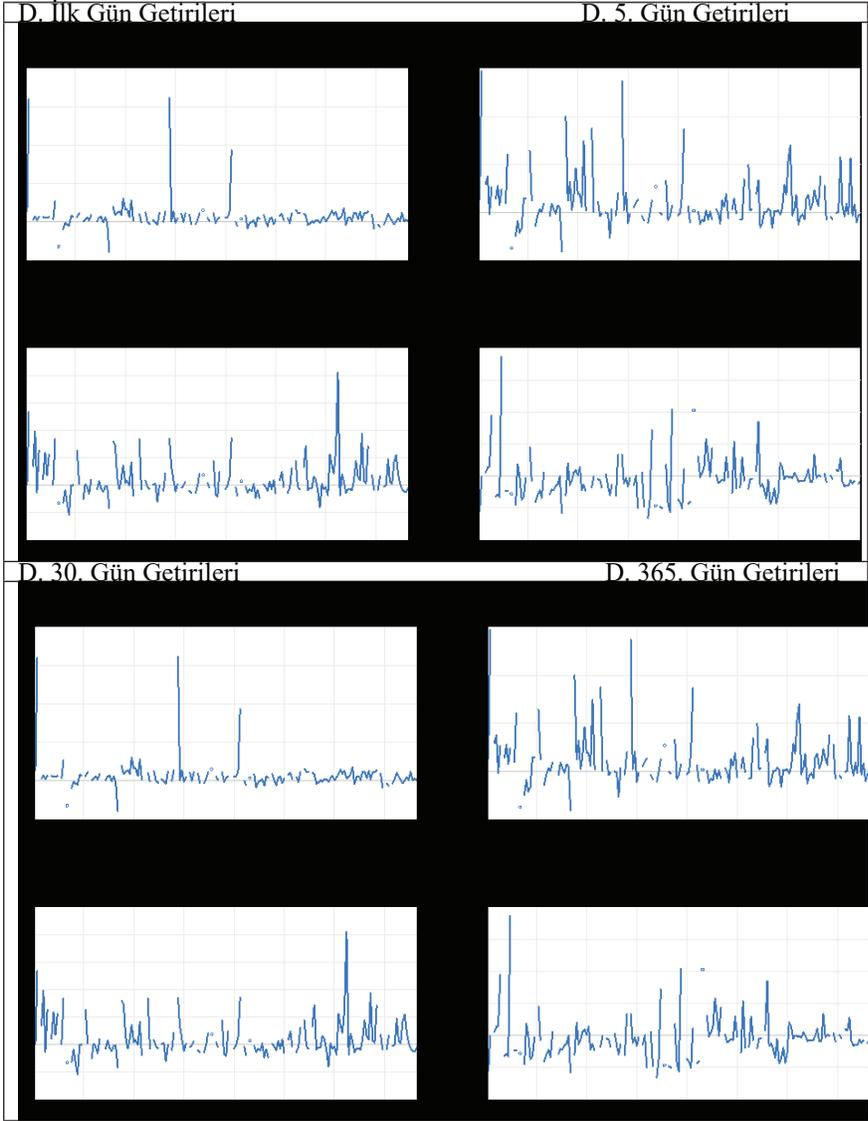 D. İlk Gün Getirileri
D. 5. Gün Getirileri
D. 30. Gün Getirileri
D. 365. Gün Getirileri